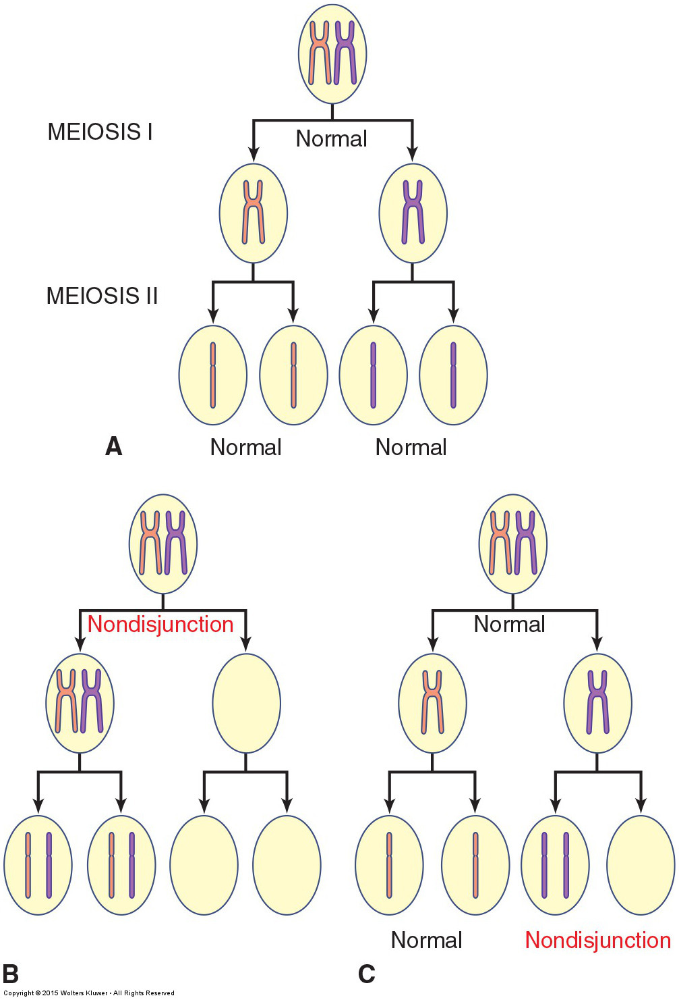 MEIOSIS I
Normal
MEIOSIS II
A
Normal
Normal
Nondisjunction
Normal
Normal
Nondisjunction
B
C
Copyright © 2015 Wolters Kluwer • All Rights Reserved